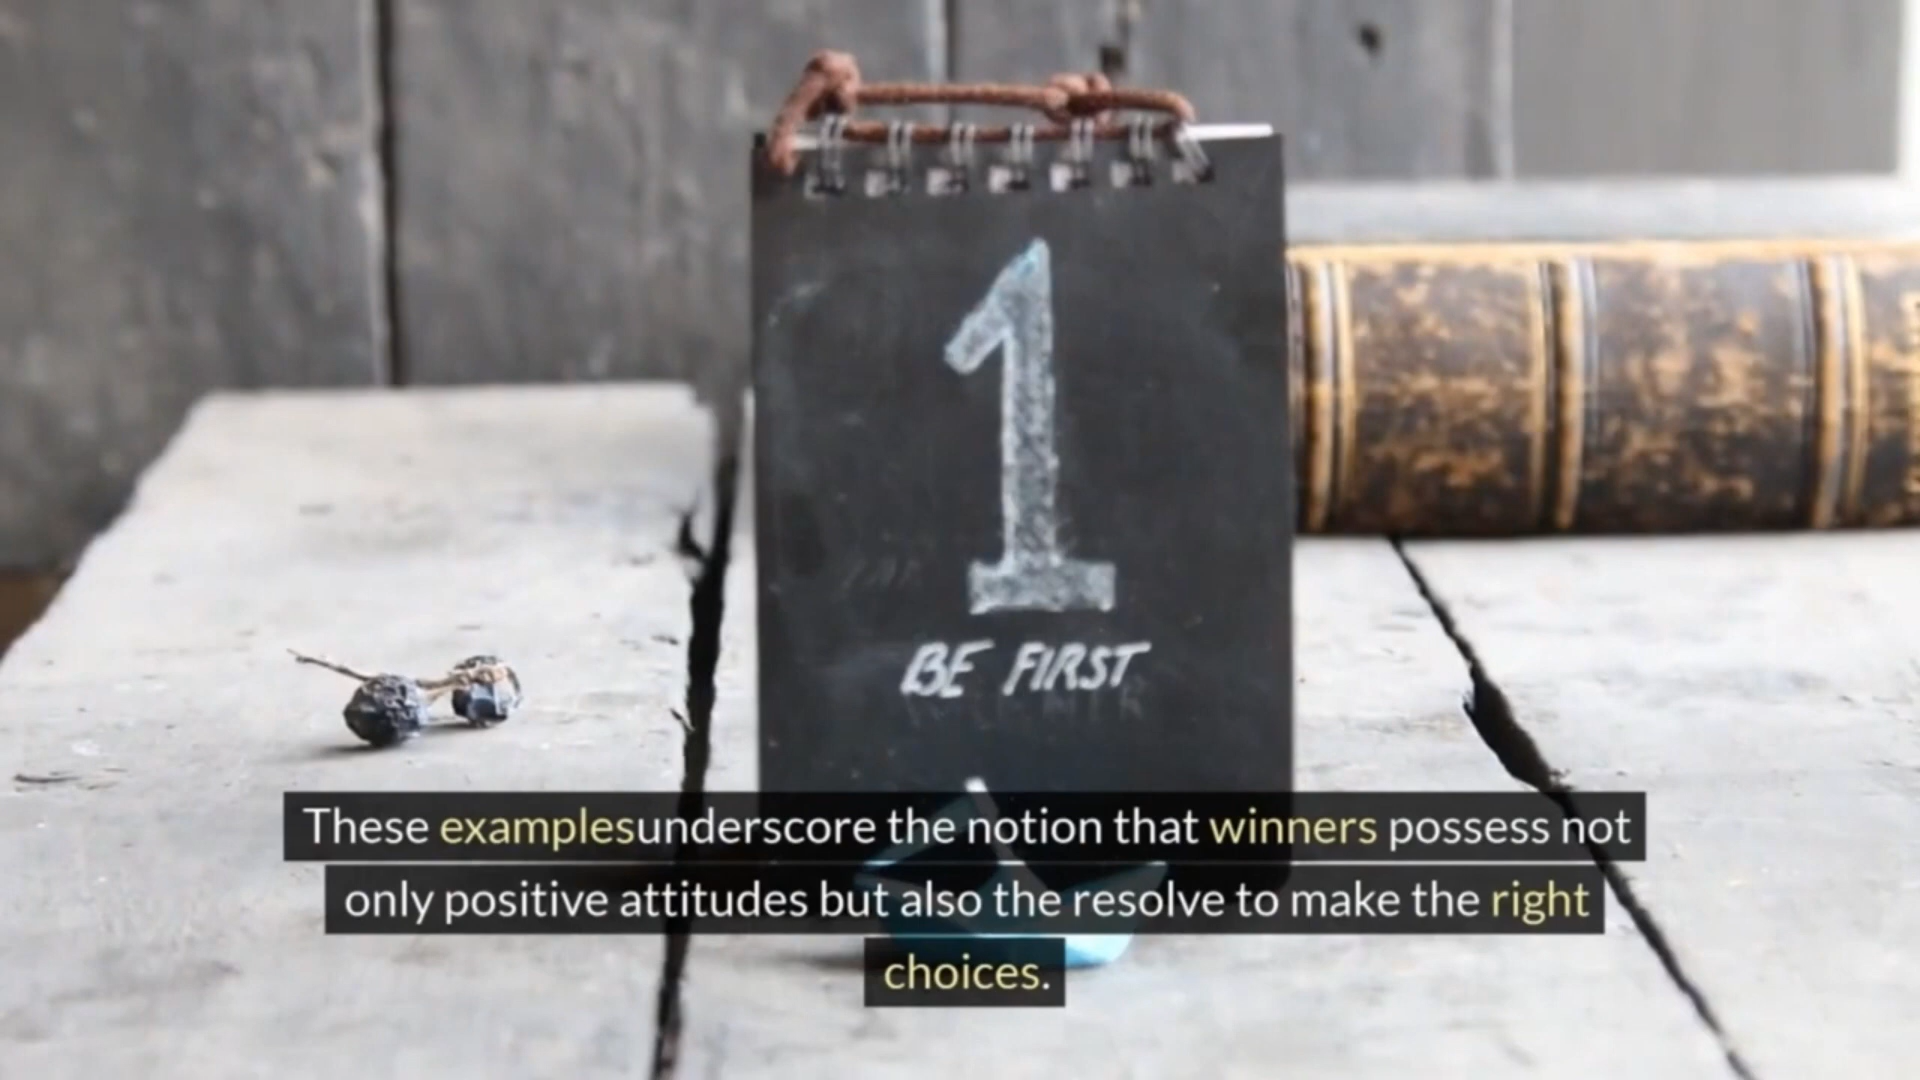 1
BE FIRST
These examplesunderscore the notion that winners possess not
only positive attitudes but also the resolve to make the right
choices.